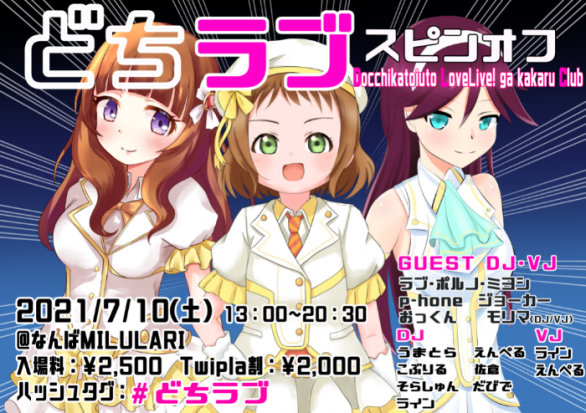 どちラブ スピンオフ
Docchikatoiuto LoveLive! ga kakaru Club
GUEST DJ・VJ
ラブ・ポルノ・ミヨシ
p-hone ジョーカー
おっくん モリマ(DJ/VJ)
DJ VJ
うまとら えんぺる ライン
こぷりる 佐倉 えんぺる
そらしゅん だびで
ライン
2021/7/10(土) 13:00~20:30
@なんばMILULARI
入場料:¥2,500 Twipla割:¥2,000
ハッシュタグ:#どちラブ